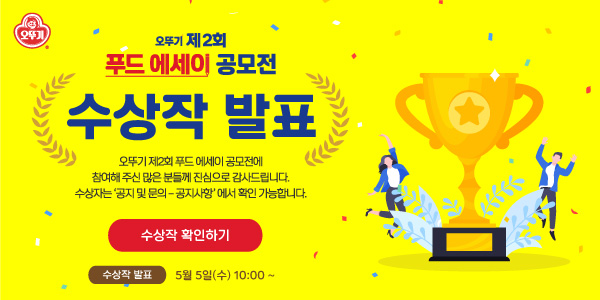 오뚜기
오뚜기 제2회
푸드 에세이 공모전
수상작 발표
오뚜기 제2회 푸드 에세이 공모전에
참여해 주신 많은 분들께 진심으로 감사드립니다.
수상자는 '공지 및 문의 – 공지사항' 에서 확인 가능합니다.
수상작 확인하기
수상작 발표 5월 5일(수) 10:00 ~